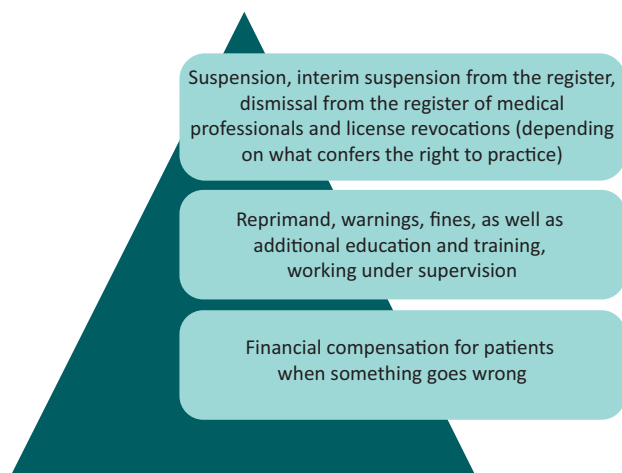 Suspension, interim suspension from the register,
dismissal from the register of medical
professionals and license revocations (depending
on what confers the right to practice)
Reprimand, warnings, fines, as well as
additional education and training,
working under supervision
Financial compensation for patients
when something goes wrong